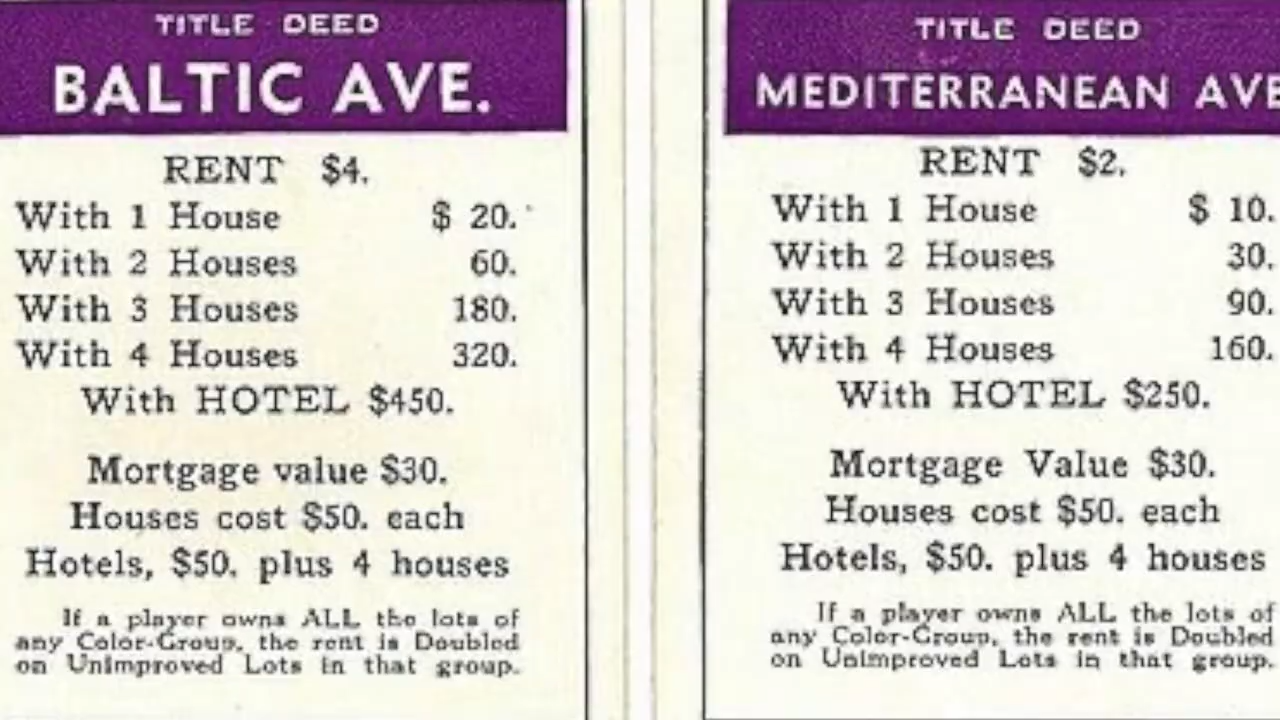 TITLE DEED
BALTIC AVE.
RENT $4.
With 1 House $ 20.
With 2 Houses 60.
With 3 Houses 180.
With 4 Houses 320.
With HOTEL $450.
Mortgage value $30.
Houses cost $50. each
Hotels, $50. plus 4 houses
If a player owns ALL the lots of
any Color-Group, the rent is Doubled
on Unimproved Lots in that group.
TITLE DEED
MEDITERRANEAN AVE
RENT $2.
With 1 House $ 10.
With 2 Houses 30.
With 3 Houses 90.
With 4 Houses 160.
With HOTEL $250.
Mortgage Value $30.
Houses cost $50. each
Hotels, $50. plus 4 houses
If a player owns ALL the lots of
any Color-Group, the rent is Doubled
on Unimproved Lots in that group.